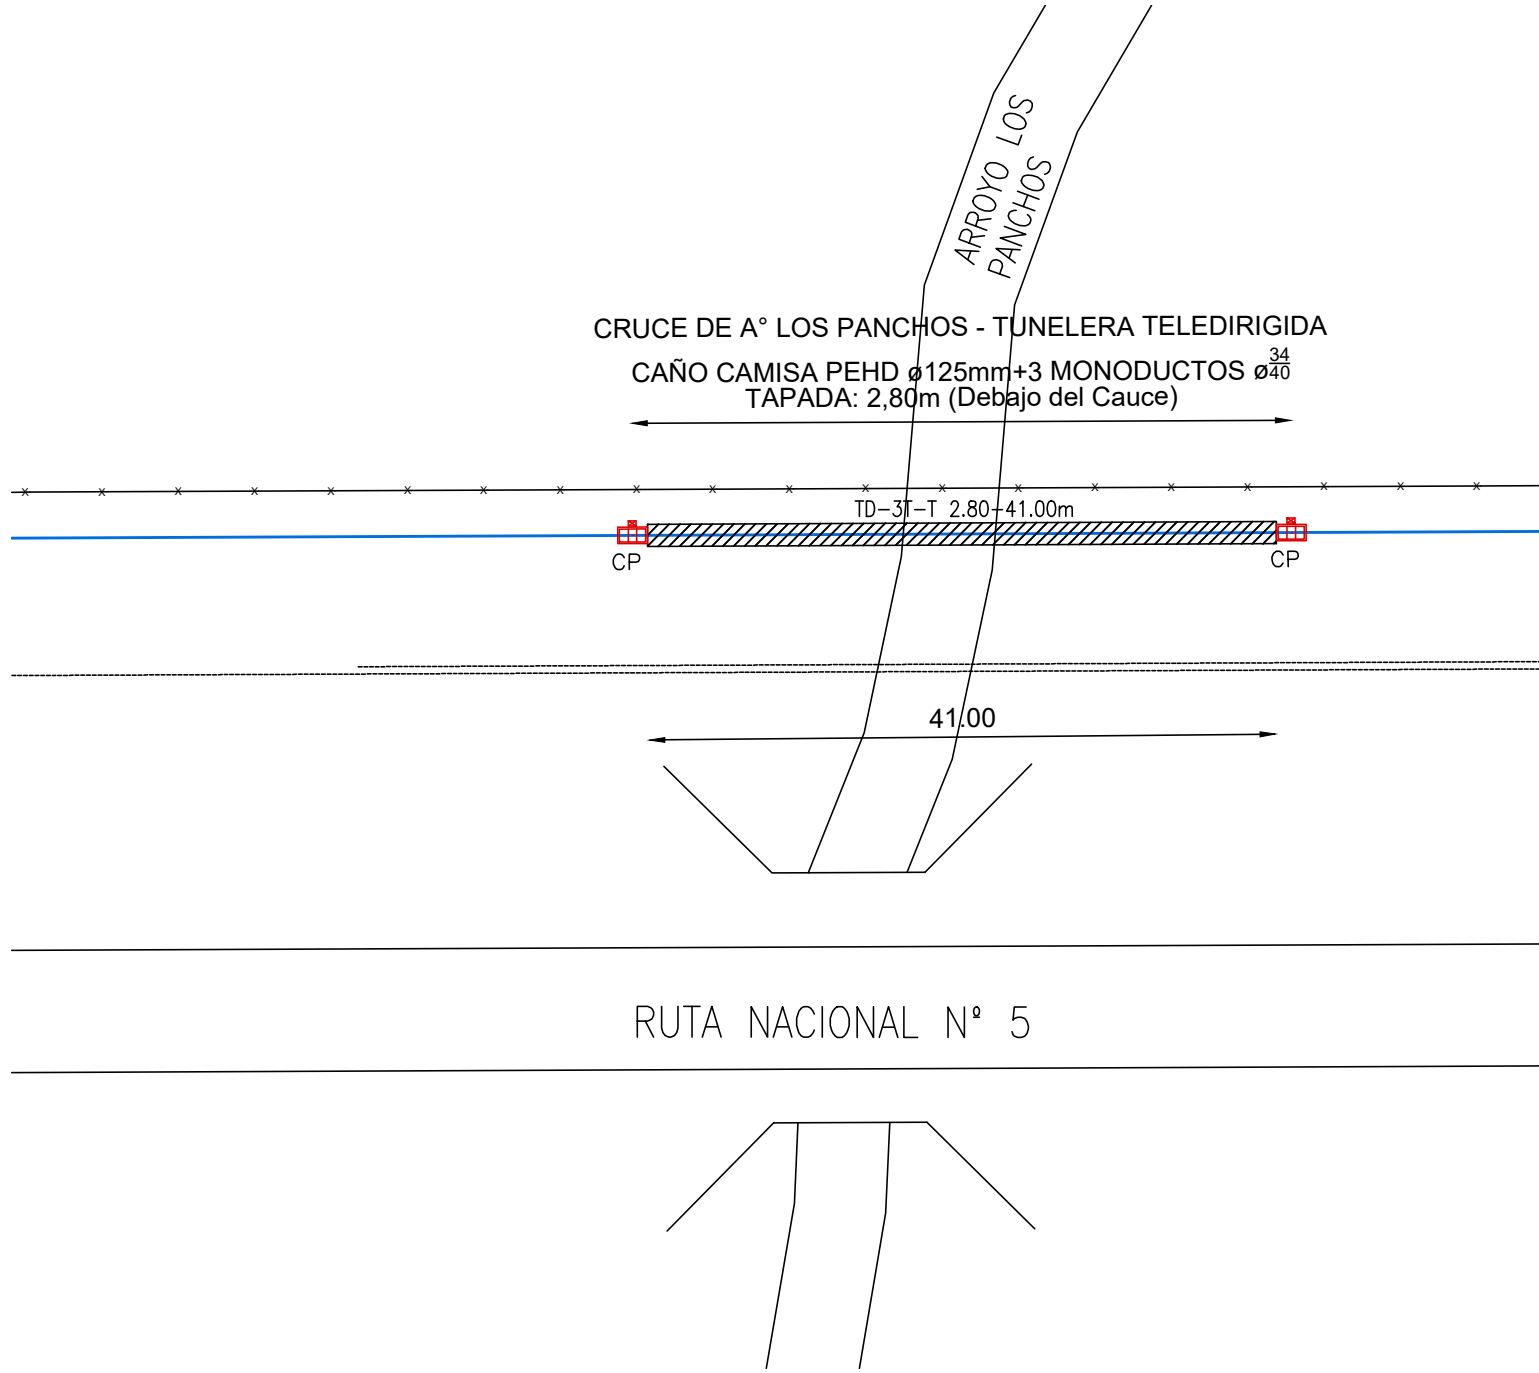 ARROYO LOS
PANCHOS
CRUCE DE A° LOS PANCHOS - TUNELERA TELEDIRIGIDA
CAÑO CAMISA PEHD ø125mm+3 MONODUCTOS ø34/40
TAPADA: 2,80m (Debajo del Cauce)
TD-3T-T 2.80-41.00m
CP
CP
41.00
RUTA NACIONAL Nº 5